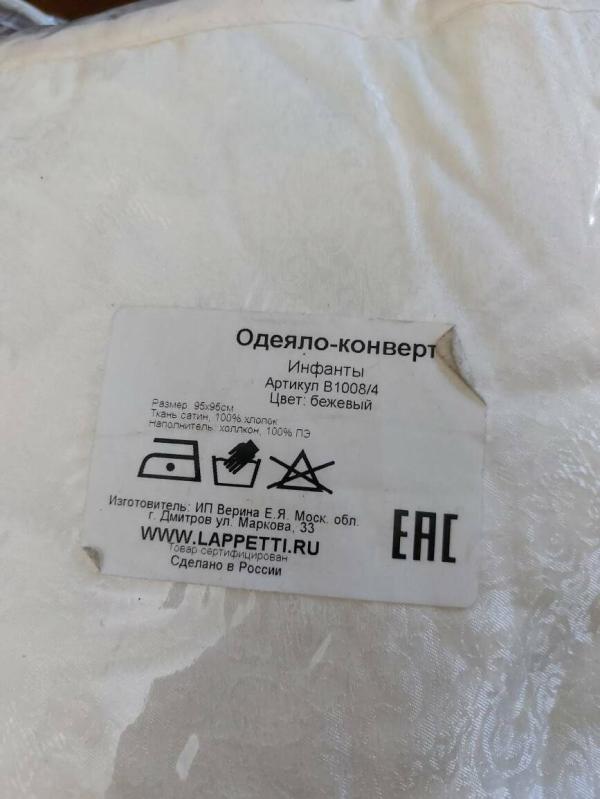 Одеяло-конверт
Инфанты
Артикул В1008/4
Цвет: бежевый
Размер 95х95см
Ткань сатин, 100% хлопок
Наполнитель: холлкон, 100% ПЭ
Изготовитель: ИП Верина Е.Я. Моск. обл.
г. Дмитров ул. Маркова, 33
WWW.LAPPETTI.RU
Товар сертифицирован
Сделано в России
EAC